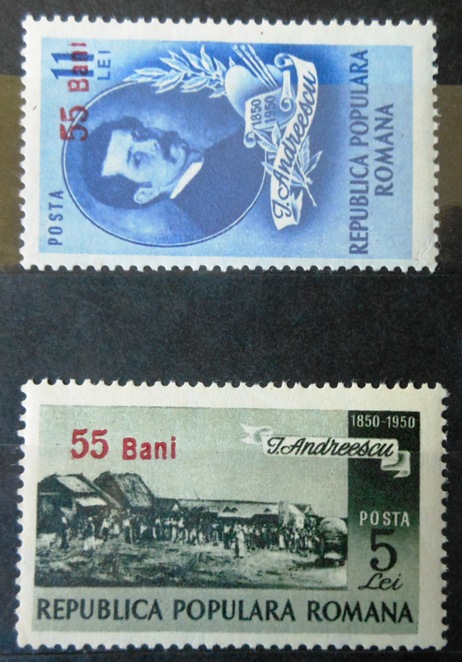 POSTA
55 Bani
11
LEI
1850
1950
I. Andreescu
REPUBLICA POPULARA
ROMANA
1850-1950
55 Bani
I. Andreescu
POSTA
5
Lei
REPUBLICA POPULARA ROMANA